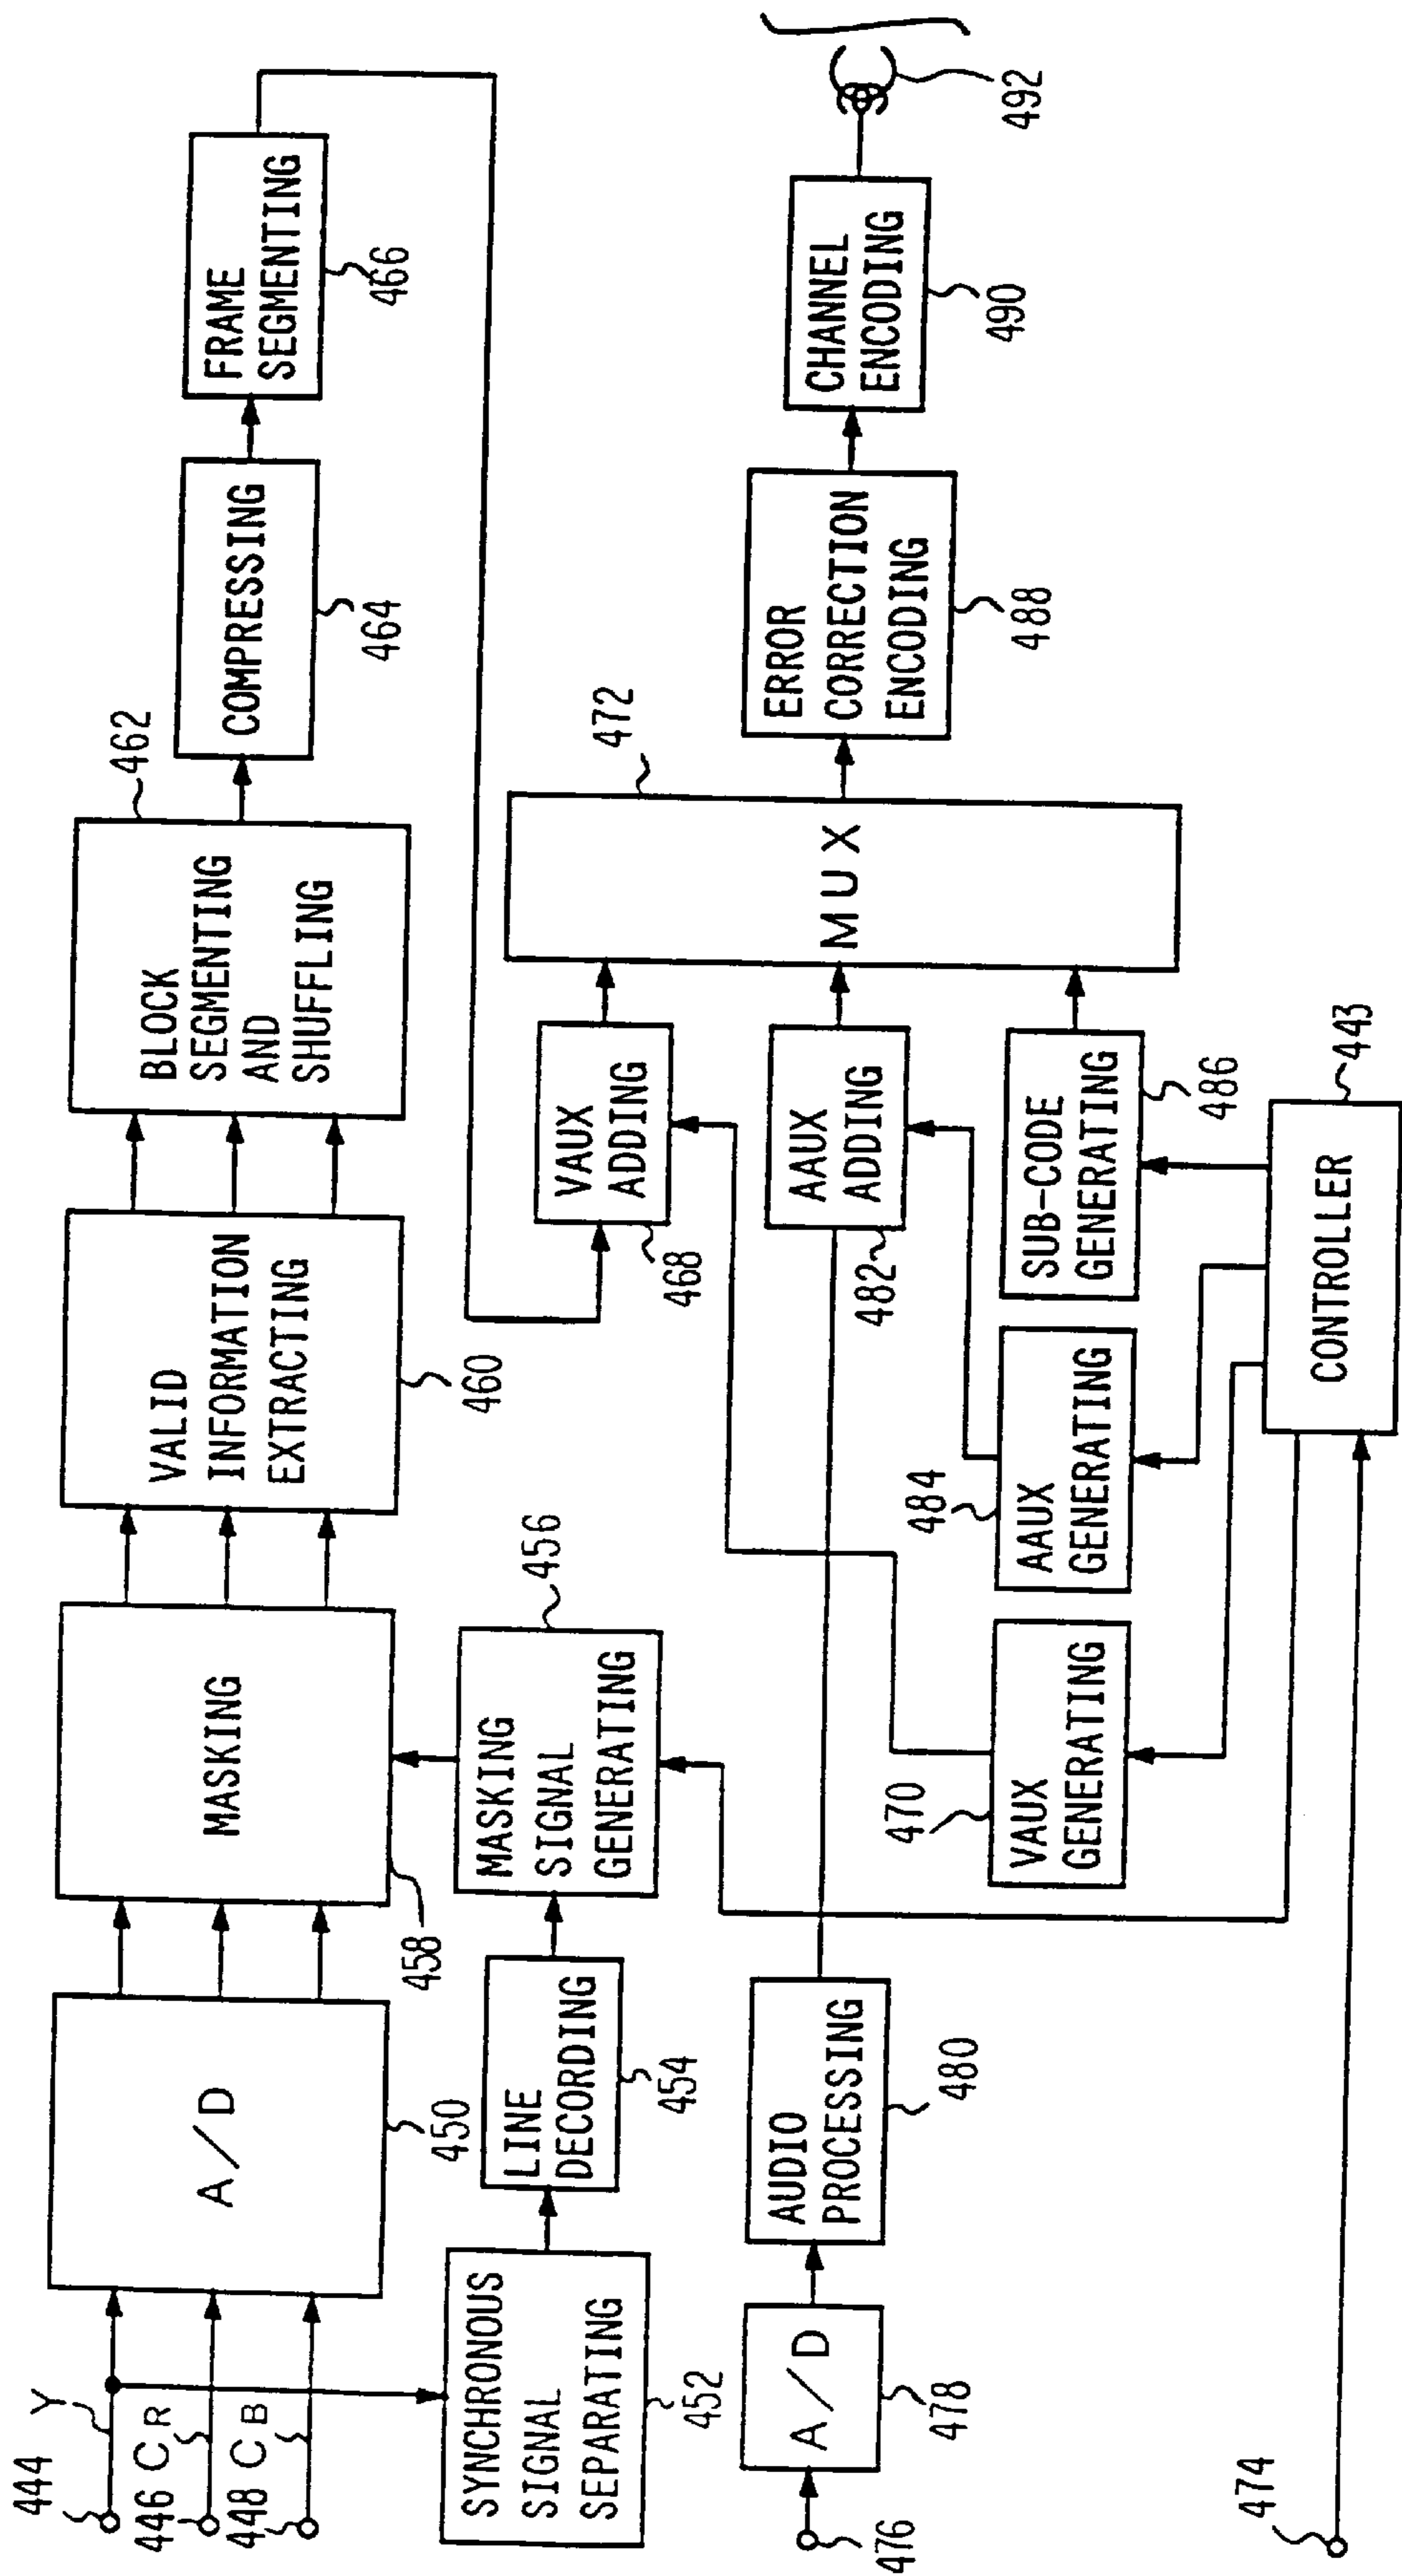 444
Y
446
C R
448
C B
A/D
450
MASKING
458
VALID
INFORMATION
EXTRACTING
460
BLOCK
SEGMENTING
AND
SHUFFLING
462
COMPRESSING
464
FRAME
SEGMENTING
466
SYNCHRONOUS
SIGNAL
SEPARATING
452
LINE
DECORDING
454
MASKING
SIGNAL
GENERATING
456
VAUX
ADDING
468
MUX
472
ERROR
CORRECTION
ENCODING
488
CHANNEL
ENCODING
490
492
476
A/D
478
AUDIO
PROCESSING
480
AAUX
ADDING
482
VAUX
GENERATING
470
AAUX
GENERATING
484
SUB-CODE
GENERATING
486
474
CONTROLLER
443